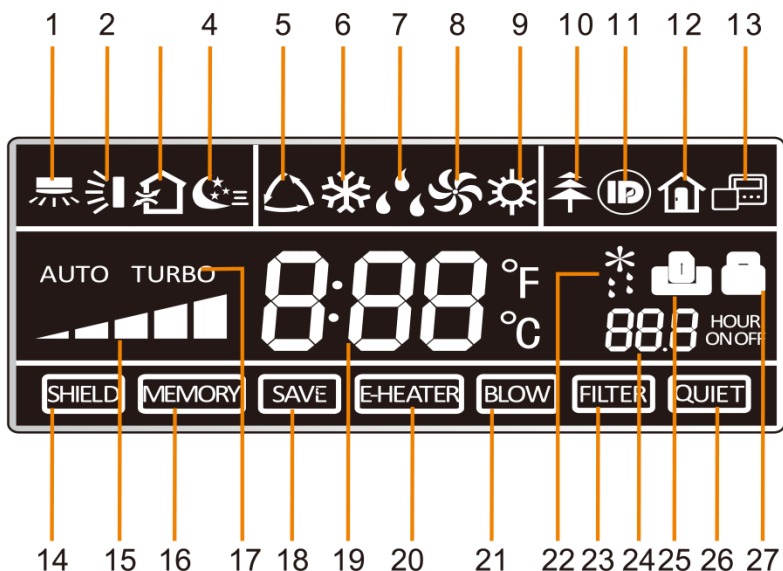 1 2 4 5 6 7 8 9 10 11 12 13
AUTO TURBO
8:88 °F
°C
88.8 HOUR
ON OFF
SHIELD MEMORY SAVE E-HEATER BLOW FILTER QUIET
14 15 16 17 18 19 20 21 22 23 24 25 26 27